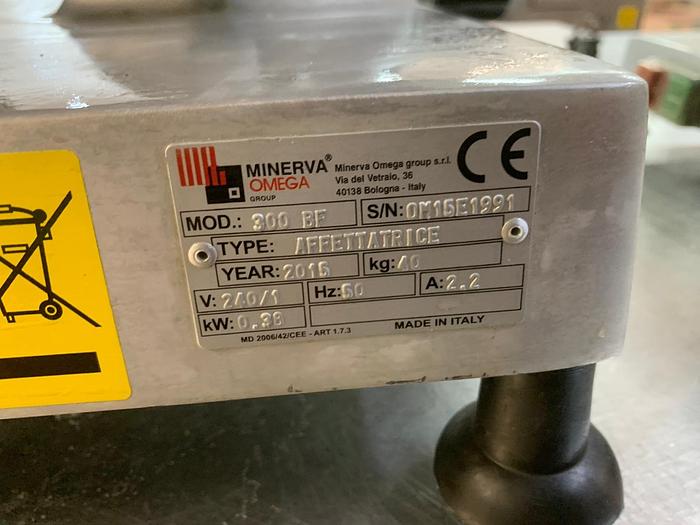 MINERVA®
OMEGA
GROUP
Minerva Omega group s.r.l.
Via del Vetraio, 36
40138 Bologna - Italy
CE
MOD.: 300 BF
S/N: OM15E1991
TYPE: AFFETTATRICE
YEAR: 2015
kg: 40
V: 240/1
Hz: 50
A: 2.2
kW: 0.38
MADE IN ITALY
MD 2006/42/CEE - ART 1.7.3